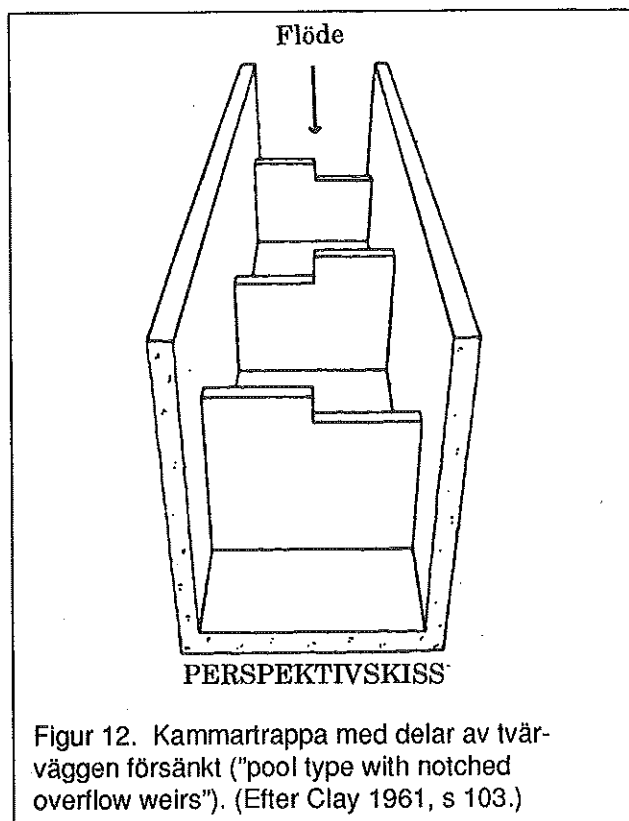 Flöde
PERSPEKTIVSKISS
Figur 12. Kammartrappa med delar av tvär-
väggen försänkt ("pool type with notched
overflow weirs"). (Efter Clay 1961, s 103.)